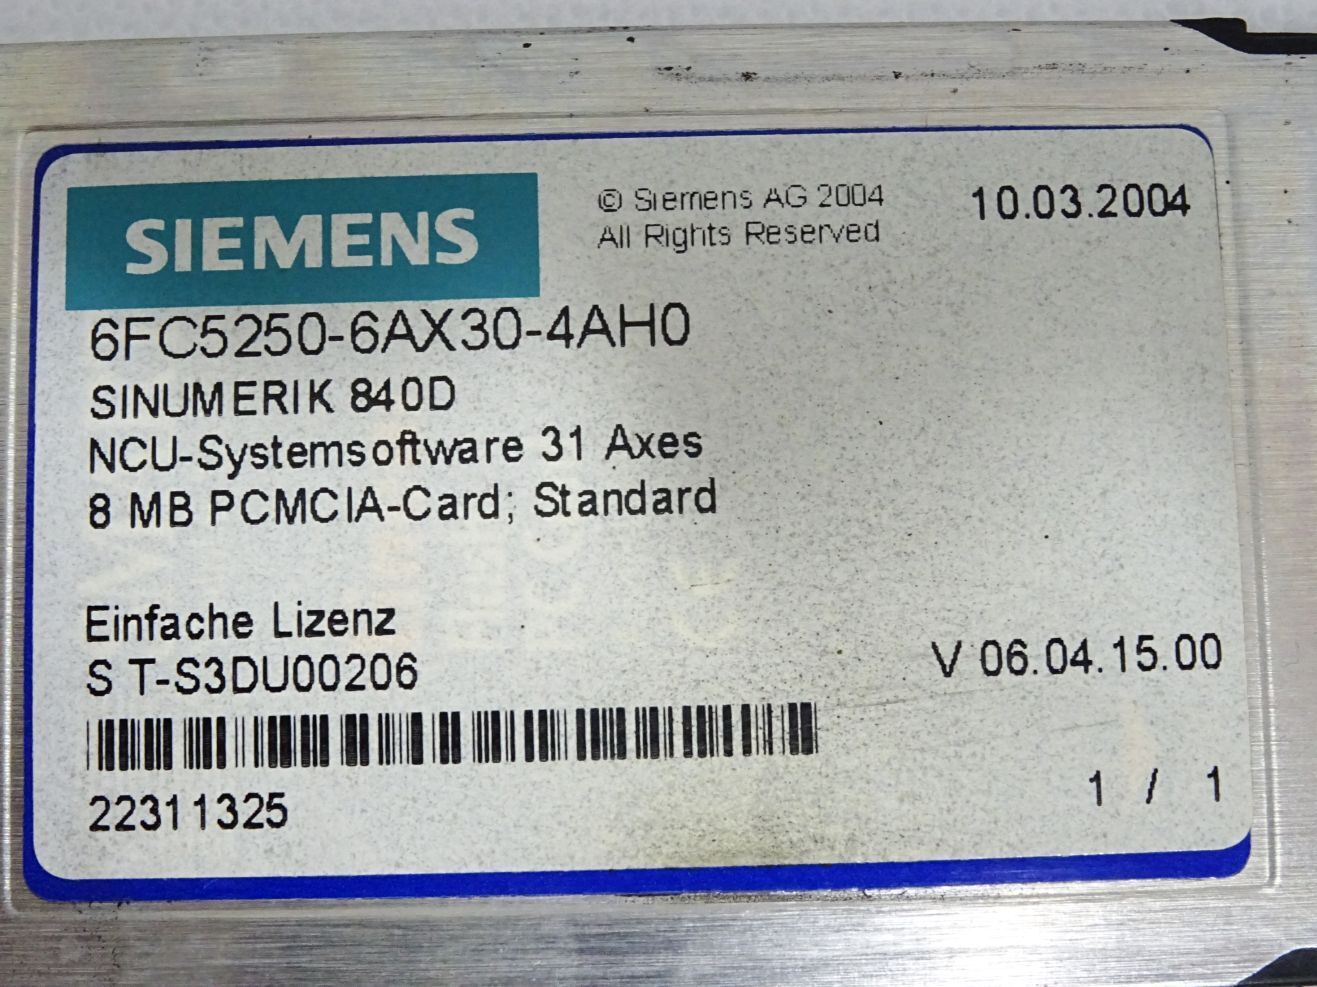 SIEMENS
© Siemens AG 2004
All Rights Reserved
10.03.2004
6FC5250-6AX30-4AH0
SINUMERIK 840D
NCU-Systemsoftware 31 Axes
8 MB PCMCIA-Card; Standard
Einfache Lizenz
S T-S3DU00206
V 06.04.15.00
22311325
1 / 1